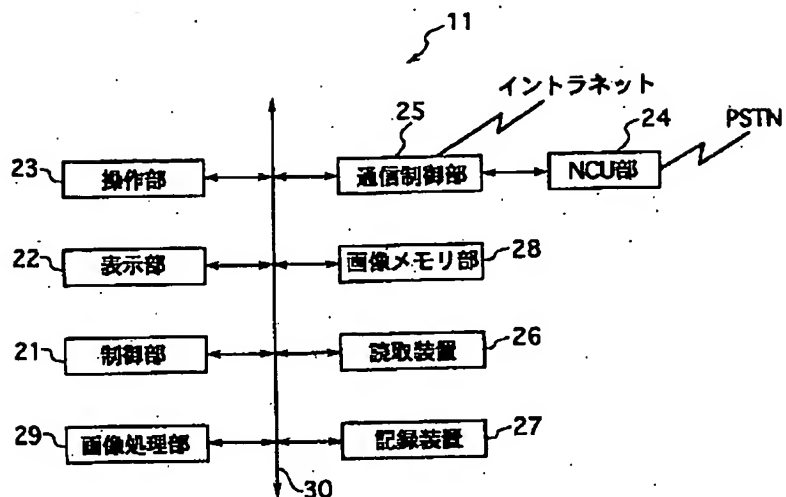 11
イントラネット
PSTN
25
24
23
操作部
通信制御部
NCU部
22
表示部
画像メモリ部
28
21
制御部
読取装置
26
29
画像処理部
記録装置
27
30